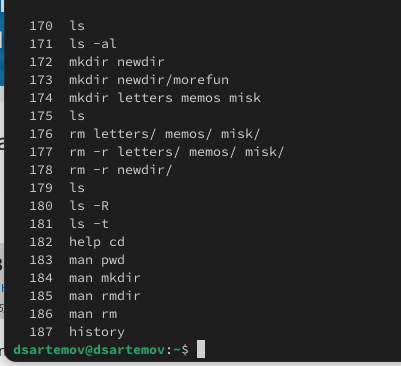 170 ls
171 ls -al
172 mkdir newdir
173 mkdir newdir/morefun
174 mkdir letters memos misk
175 ls
176 rm letters/ memos/ misk/
177 rm -r letters/ memos/ misk/
178 rm -r newdir/
179 ls
180 ls -R
181 ls -t
182 help cd
183 man pwd
184 man mkdir
185 man rmdir
186 man rm
187 history
dsartemov@dsartemov:~$